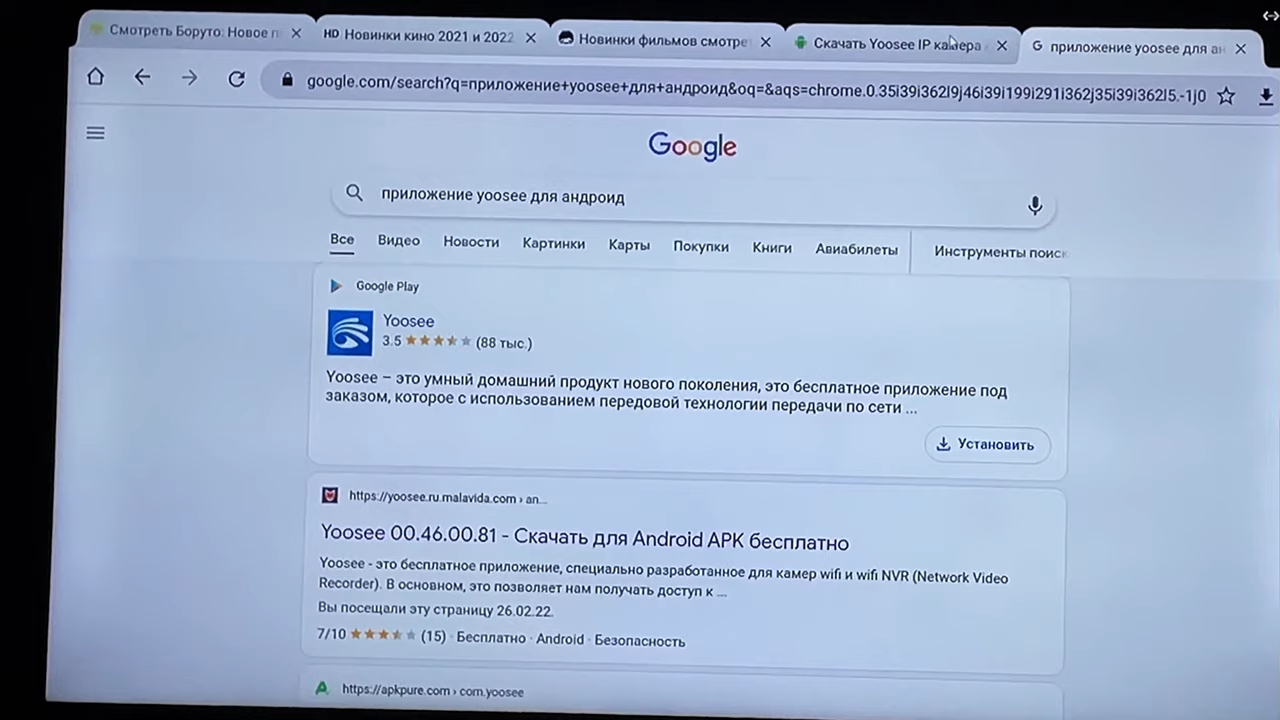 Смотреть Боруто: Новое п
HD Новинки кино 2021 и 2022
Новинки фильмов смотре
Скачать Yoosee IP камера
G приложение yoosee для ан
google.com/search?q=приложение+yoosee+для+андроид&oq=&aqs=chrome.0.35i39i362l9j46i39i199i291i362j35i39i362l5.-1j0
Google
приложение yoosee для андроид
Все Видео Новости Картинки Карты Покупки Книги Авиабилеты Инструменты поиск
Google Play
Yoosee
3.5 (88 тыс.)
Yoosee – это умный домашний продукт нового поколения, это бесплатное приложение под
заказом, которое с использованием передовой технологии передачи по сети ...
Установить
https://yoosee.ru.malavida.com › an...
Yoosee 00.46.00.81 - Скачать для Android APK бесплатно
Yoosee - это бесплатное приложение, специально разработанное для камер wifi и wifi NVR (Network Video
Recorder). В основном, это позволяет нам получать доступ к ...
Вы посещали эту страницу 26.02.22.
7/10 (15) · Бесплатно · Android · Безопасность
https://apkpure.com › com.yoosee